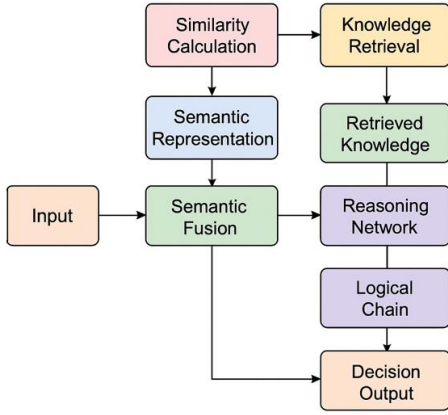 Similarity
Calculation
Knowledge
Retrieval
Semantic
Representation
Retrieved
Knowledge
Input
Semantic
Fusion
Reasoning
Network
Logical
Chain
Decision
Output